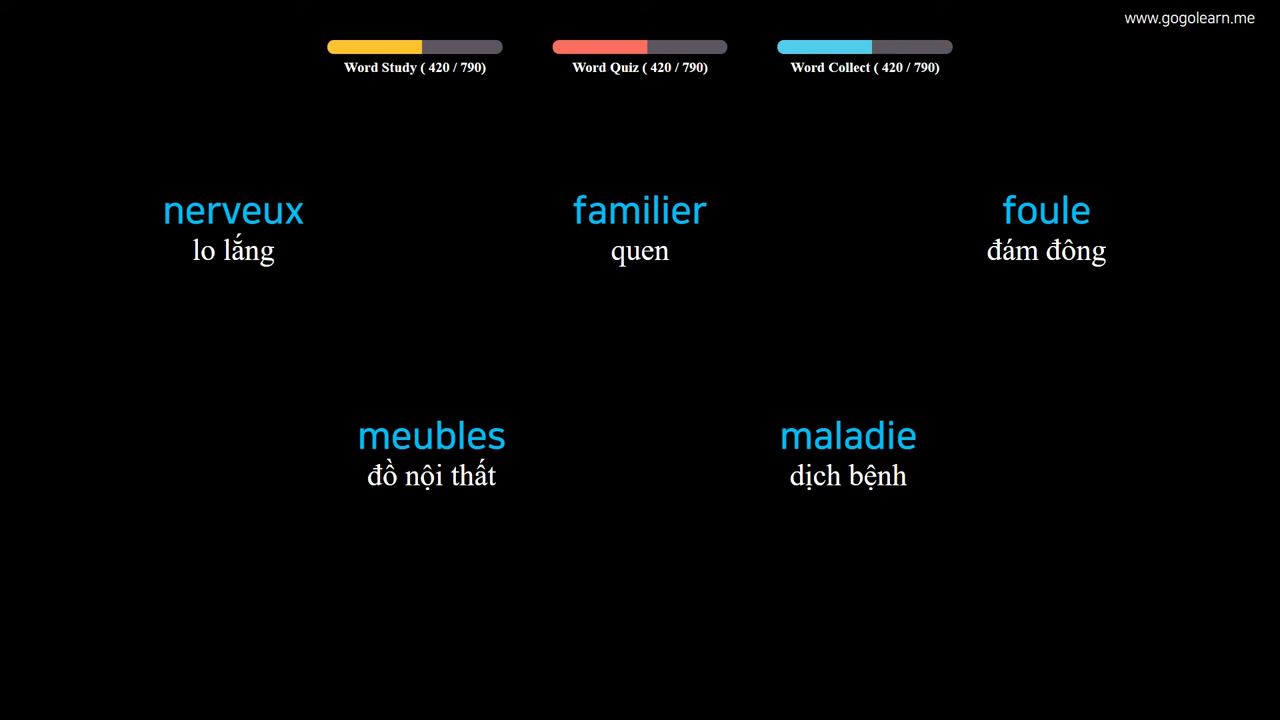 www.gogolearn.me
Word Study ( 420 / 790)
Word Quiz ( 420 / 790)
Word Collect ( 420 / 790)
nerveux
lo lắng
familier
quen
foule
đám đông
meubles
đồ nội thất
maladie
dịch bệnh